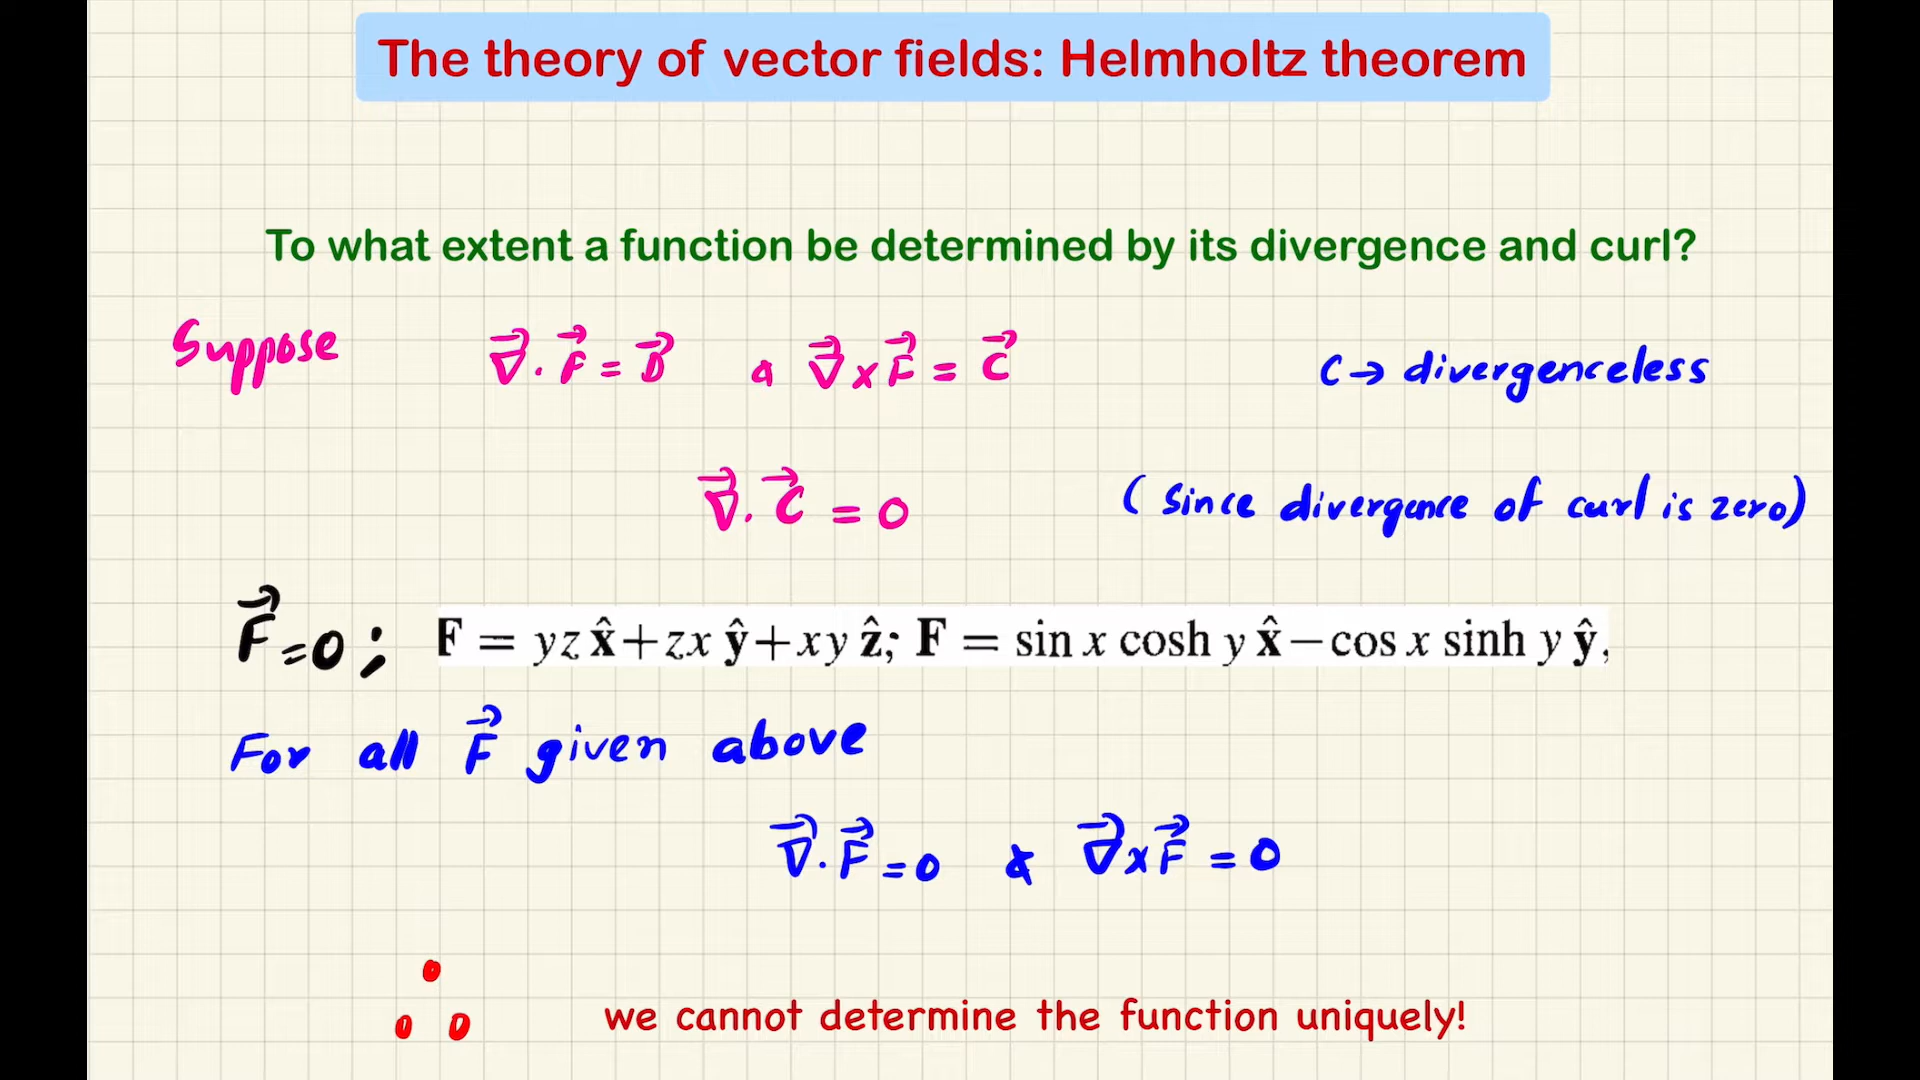 The theory of vector fields: Helmholtz theorem
To what extent a function be determined by its divergence and curl?
Suppose ∇⃗ · F⃗ = D⃗ & ∇⃗ × F⃗ = C⃗ C → divergenceless
∇⃗ · C⃗ = 0 (Since divergence of curl is zero)
F⃗ = 0 ; F = yz x̂ + zx ŷ + xy ẑ; F = sin x cosh y x̂ − cos x sinh y ŷ,
For all F⃗ given above
∇⃗ · F⃗ = 0 & ∇⃗ × F⃗ = 0
∴ we cannot determine the function uniquely!